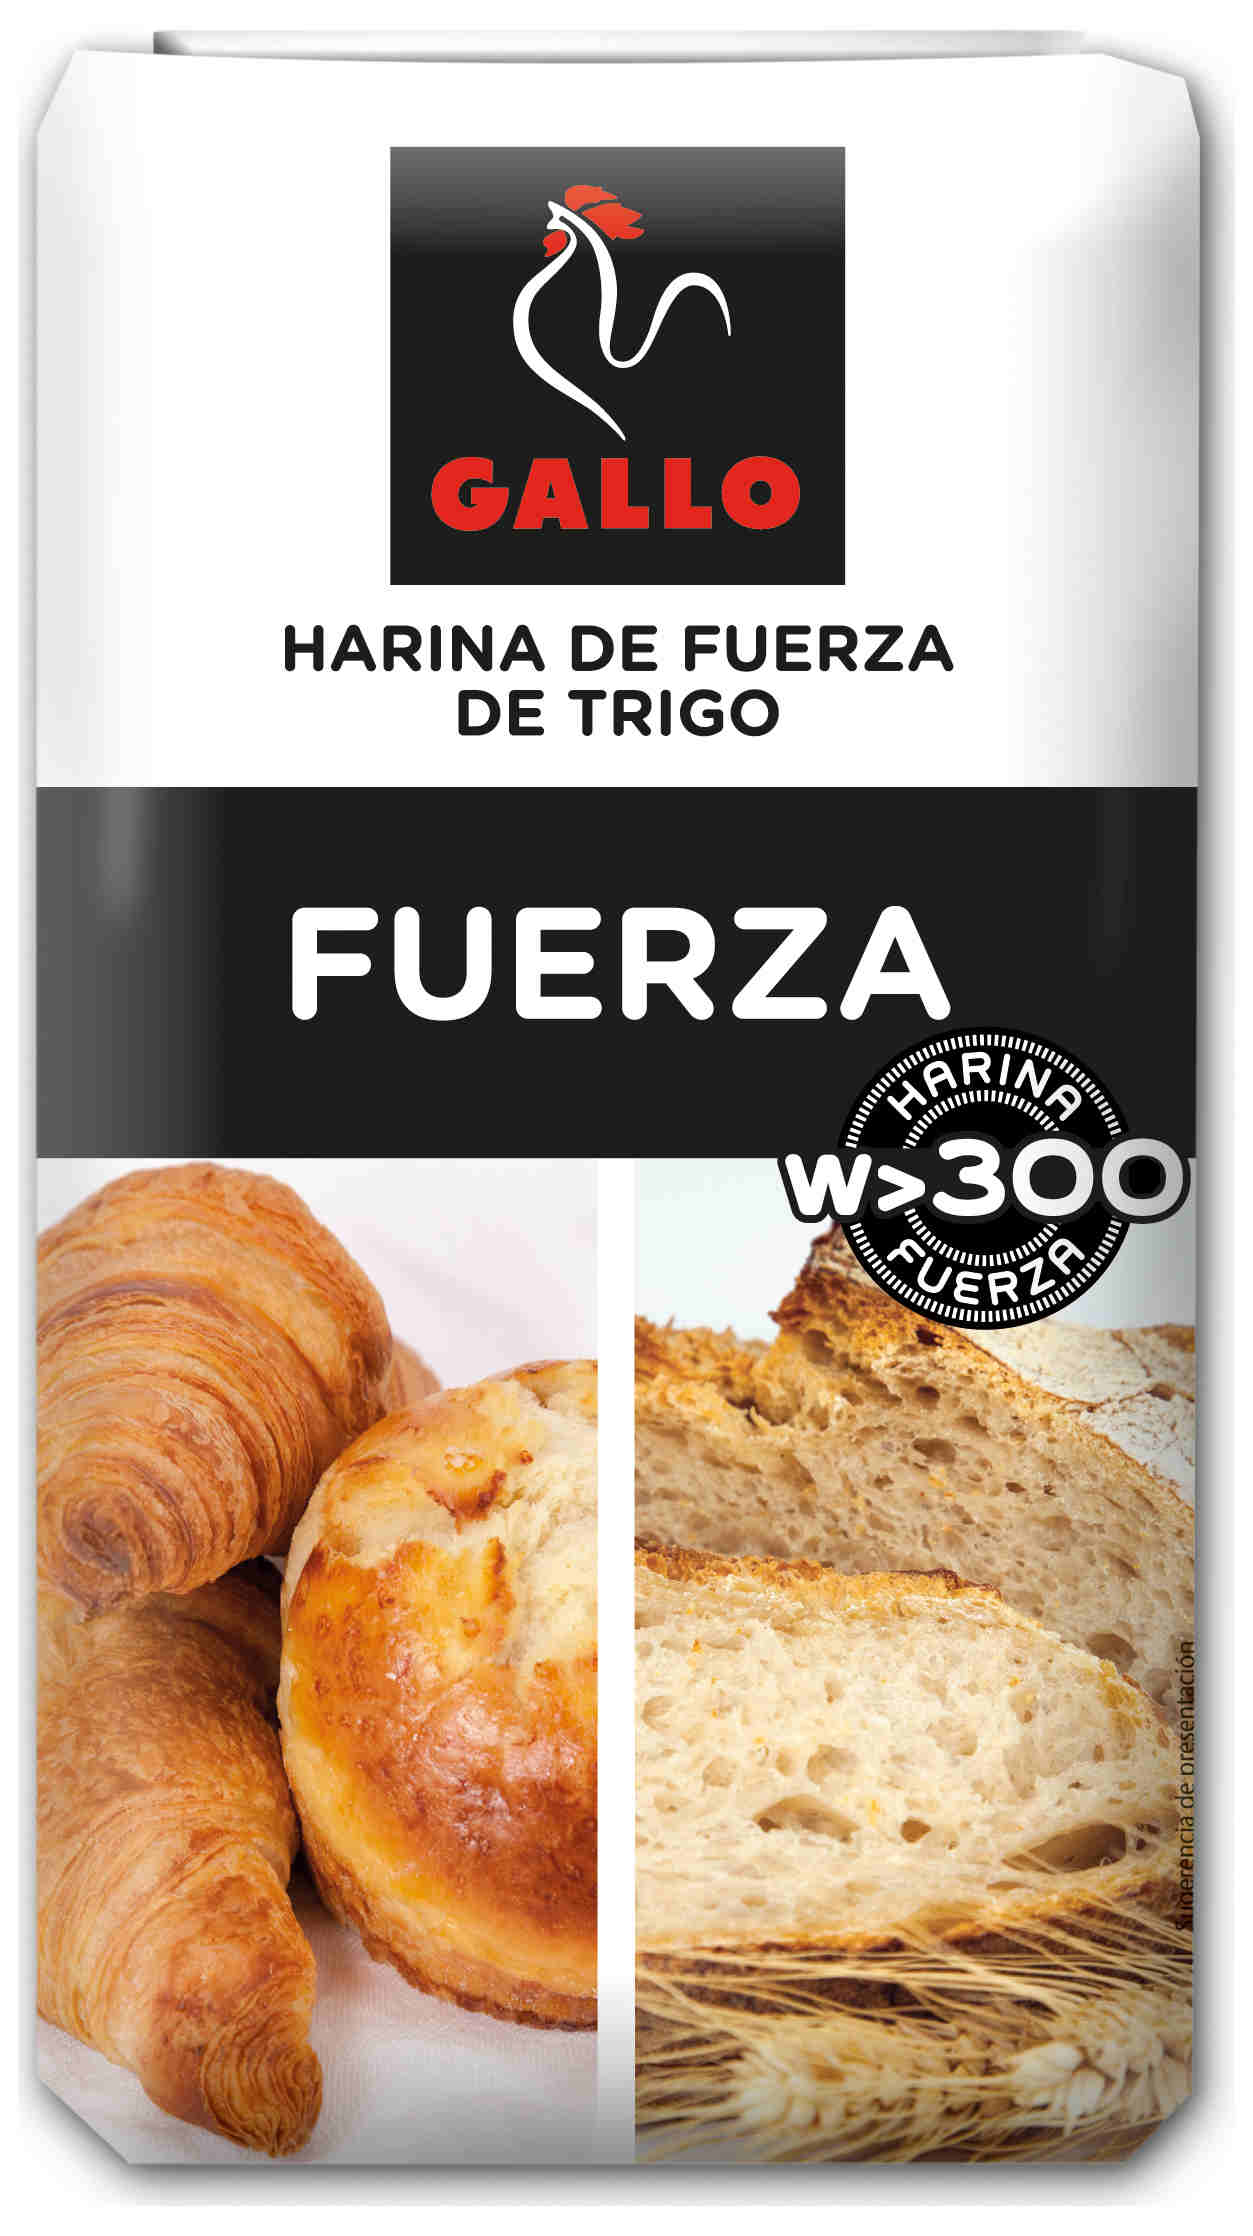 GALLO
HARINA DE FUERZA
DE TRIGO
FUERZA
HARINA
W>300
FUERZA
Sugerencia de presentación